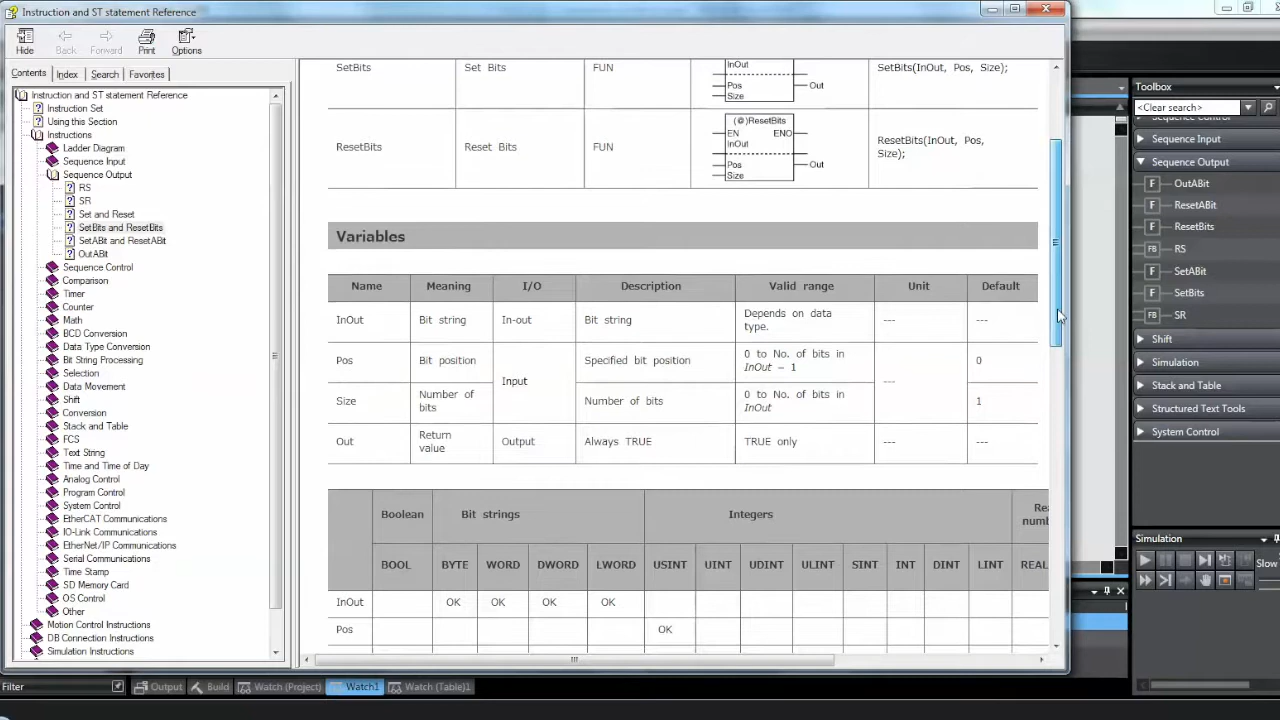 Instruction and ST statement Reference
Hide
Back
Forward
Print
Options
Contents
Index
Search
Favorites
Instruction and ST statement Reference
Instruction Set
Using this Section
Instructions
Ladder Diagram
Sequence Input
Sequence Output
RS
SR
Set and Reset
SetBits and ResetBits
SetABit and ResetABit
OutABit
Sequence Control
Comparison
Timer
Counter
Math
BCD Conversion
Data Type Conversion
Bit String Processing
Selection
Data Movement
Shift
Conversion
Stack and Table
FCS
Text String
Time and Time of Day
Analog Control
Program Control
System Control
EtherCAT Communications
IO-Link Communications
EtherNet/IP Communications
Serial Communications
Time Stamp
SD Memory Card
OS Control
Other
Motion Control Instructions
DB Connection Instructions
Simulation Instructions
SetBits
Set Bits
FUN
InOut
Pos
Size
Out
SetBits(InOut, Pos, Size);
ResetBits
Reset Bits
FUN
(@)ResetBits
EN ENO
InOut
Pos
Size
Out
ResetBits(InOut, Pos,
Size);
Variables
Name Meaning I/O Description Valid range Unit Default
InOut Bit string In-out Bit string Depends on data
type. --- ---
Pos Bit position Input Specified bit position 0 to No. of bits in
InOut − 1 --- 0
Size Number of
bits Number of bits 0 to No. of bits in
InOut 1
Out Return
value Output Always TRUE TRUE only --- ---
Boolean Bit strings Integers Rea
num
BOOL BYTE WORD DWORD LWORD USINT UINT UDINT ULINT SINT INT DINT LINT REAL
InOut OK OK OK OK
Pos OK
Toolbox
<Clear search>
Sequence Control
Sequence Input
Sequence Output
F OutABit
F ResetABit
F ResetBits
FB RS
F SetABit
F SetBits
FB SR
Shift
Simulation
Stack and Table
Structured Text Tools
System Control
Simulation
Slow
Filter
Output
Build
Watch (Project)
Watch1
Watch (Table)1